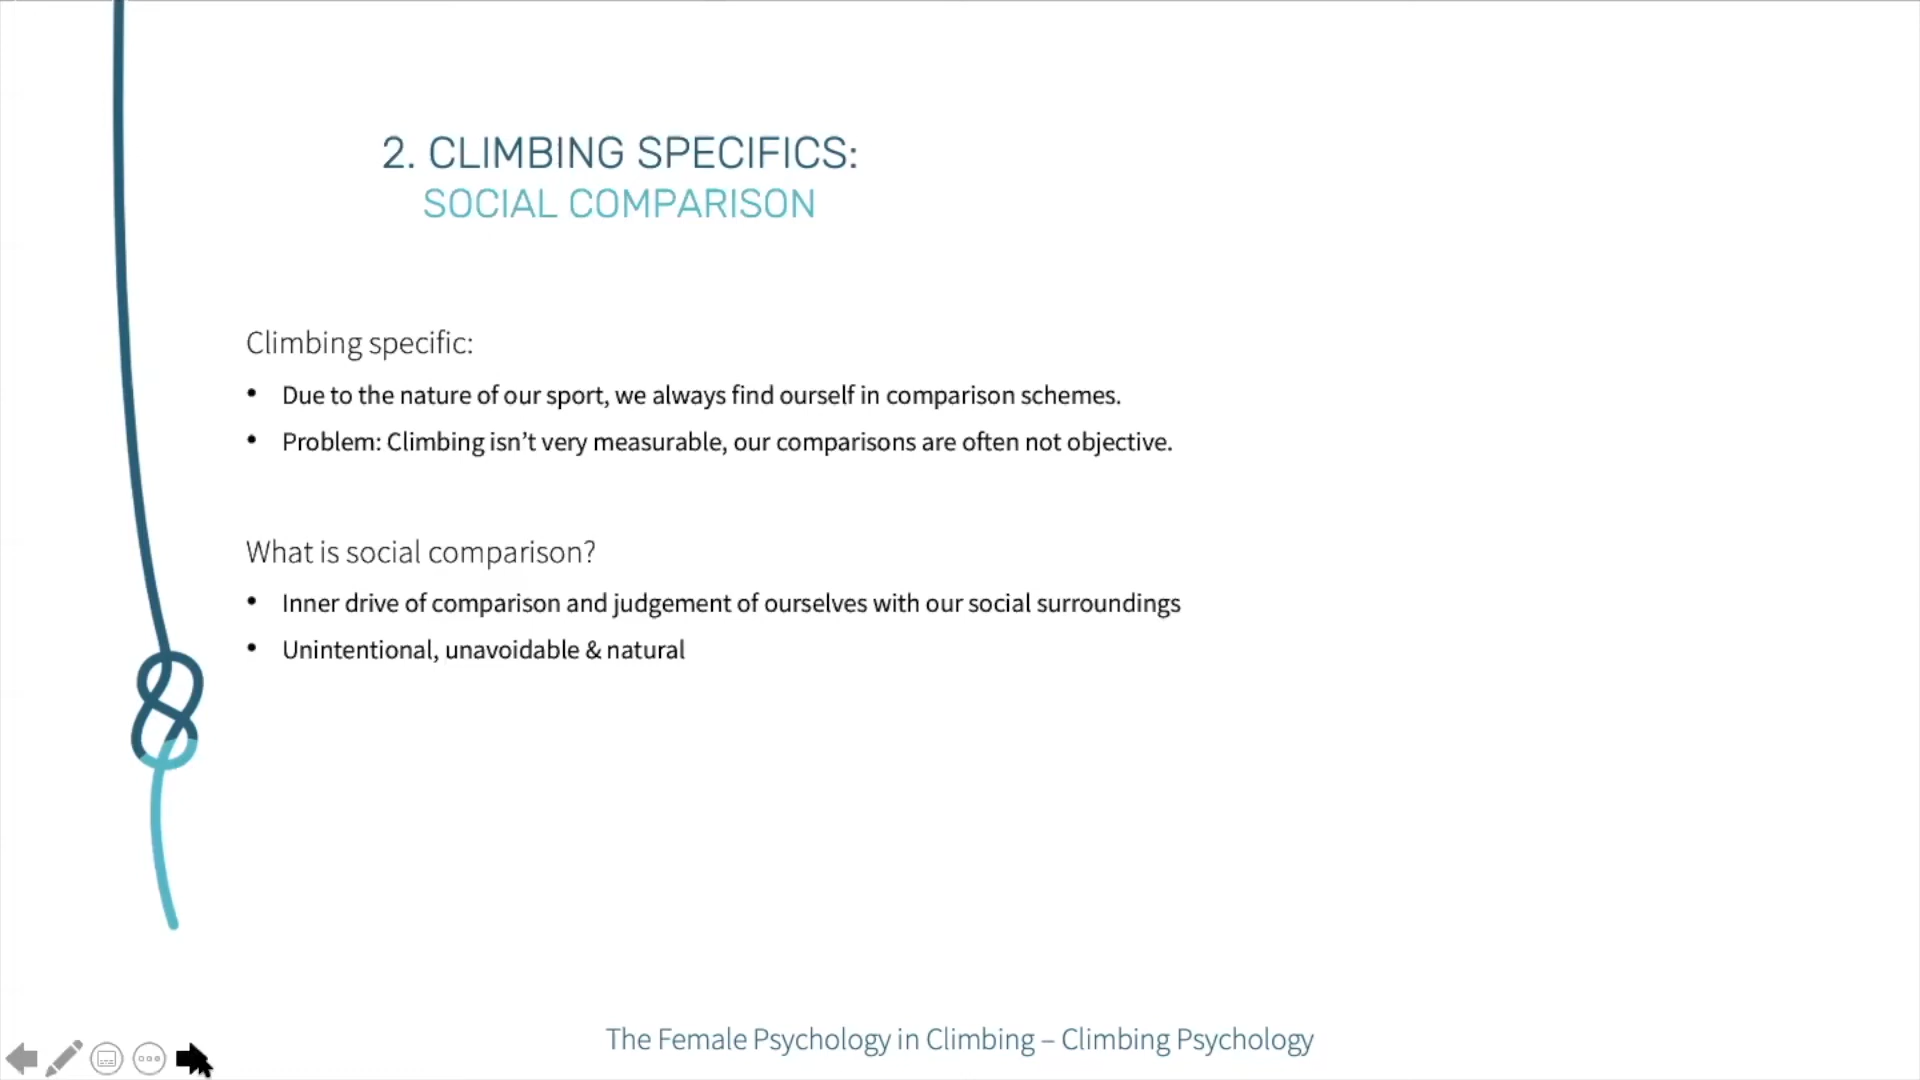 2. CLIMBING SPECIFICS:
SOCIAL COMPARISON
Climbing specific:
• Due to the nature of our sport, we always find ourself in comparison schemes.
• Problem: Climbing isn’t very measurable, our comparisons are often not objective.
What is social comparison?
• Inner drive of comparison and judgement of ourselves with our social surroundings
• Unintentional, unavoidable & natural
The Female Psychology in Climbing – Climbing Psychology